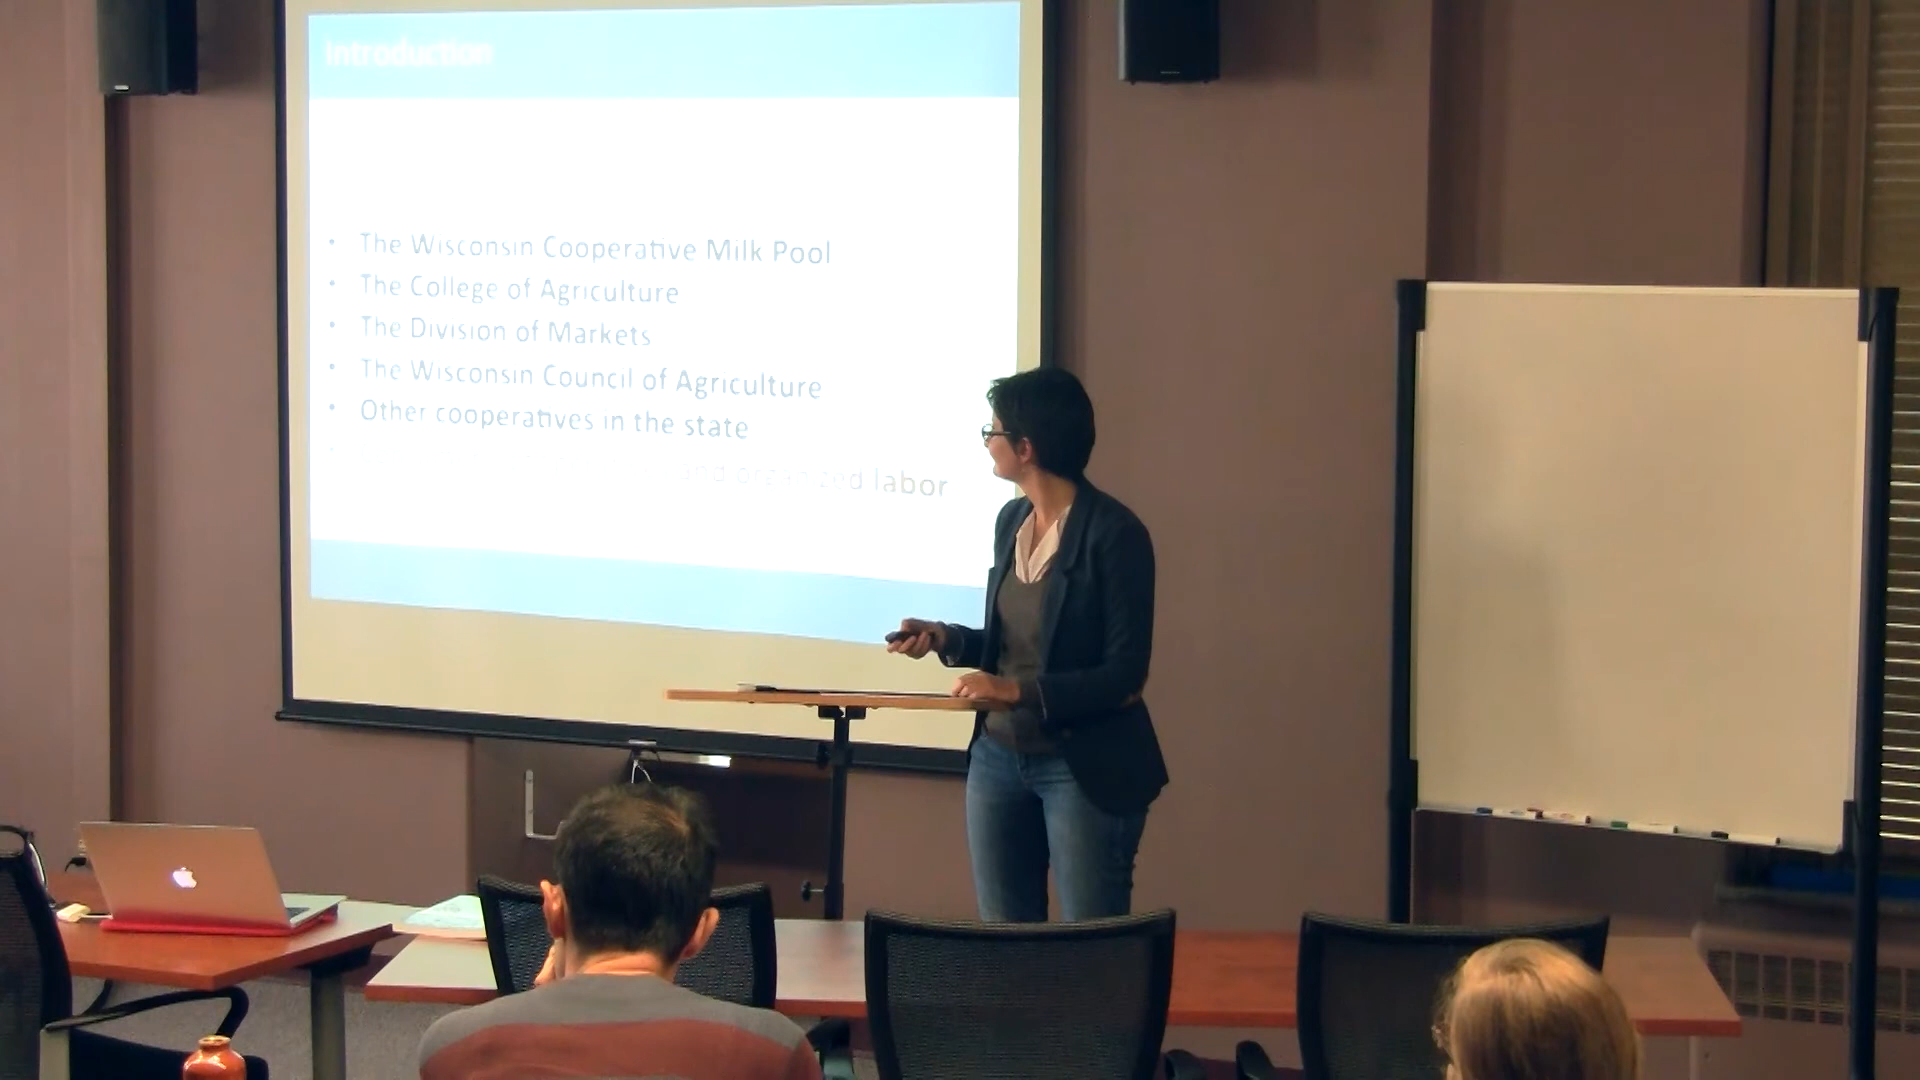 Introduction
• The Wisconsin Cooperative Milk Pool
• The College of Agriculture
• The Division of Markets
• The Wisconsin Council of Agriculture
• Other cooperatives in the state
and organized labor